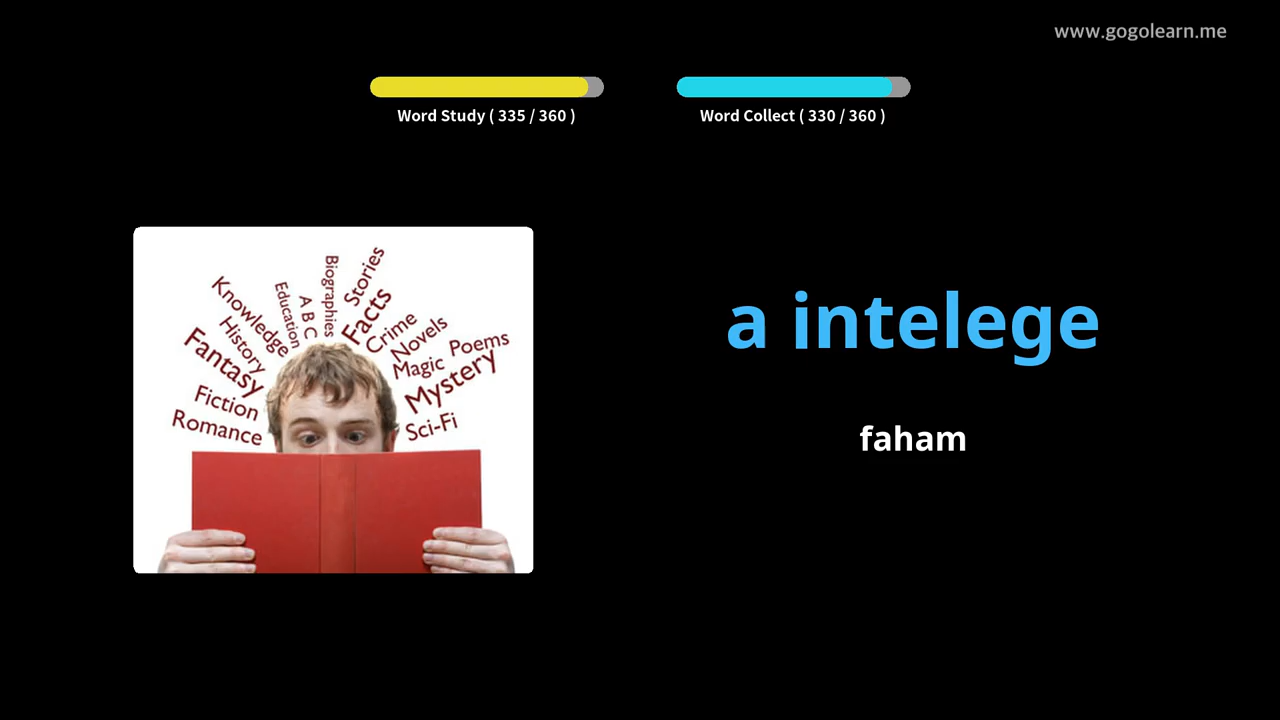 www.gogolearn.me
Word Study ( 335 / 360 )
Word Collect ( 330 / 360 )
Biographies
Stories
Knowledge
Education
A B C
Facts
Crime
History
Novels
Fantasy
Magic
Poems
Mystery
Fiction
Romance
Sci-Fi
a intelege
faham